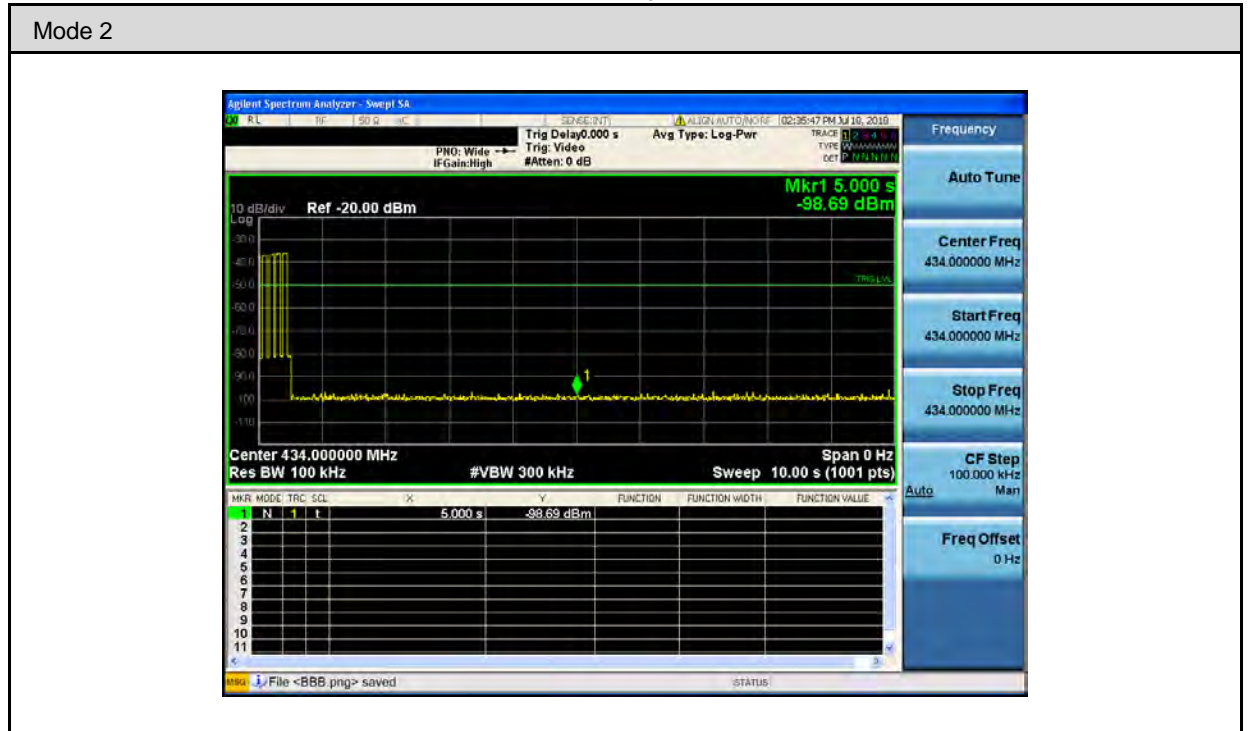 Mode 2
Agilent Spectrum Analyzer - Swept SA
RL RF 50 Ω SENSE:INT ALIGN AUTO/NORF 02:35:47 PM Jul 10, 2018
Trig Delay0.000 s Avg Type: Log-Pwr TRACE 1 2 3 4 5 6
PNO: Wide Trig: Video TYPE
IFGain:High #Atten: 0 dB DET P N N N N N
Frequency
Mkr1 5.000 s
-98.69 dBm
10 dB/div Ref -20.00 dBm
Log
-30.0
-40.0
TRIG LVL
-50.0
-60.0
-70.0
-80.0
-90.0
1
-100
-110
Center 434.000000 MHz Span 0 Hz
Res BW 100 kHz #VBW 300 kHz Sweep 10.00 s (1001 pts)
MKR MODE TRC SCL X Y FUNCTION FUNCTION WIDTH FUNCTION VALUE
1 N 1 t 5.000 s -98.69 dBm
2
3
4
5
6
7
8
9
10
11
Auto Tune
Center Freq
434.000000 MHz
Start Freq
434.000000 MHz
Stop Freq
434.000000 MHz
CF Step
100.000 kHz
Auto Man
Freq Offset
0 Hz
MSG File <BBB.png> saved STATUS